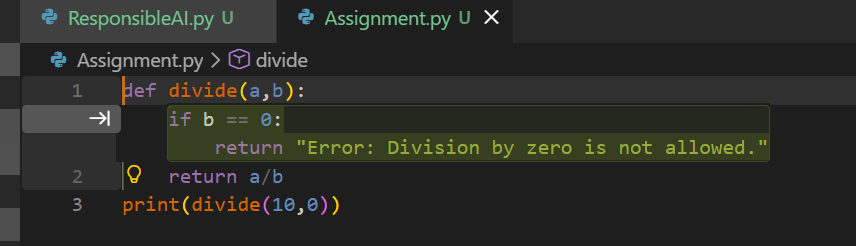 ResponsibleAI.py U Assignment.py U
Assignment.py > divide
1 def divide(a,b):
if b == 0:
return "Error: Division by zero is not allowed."
2 return a/b
3 print(divide(10,0))